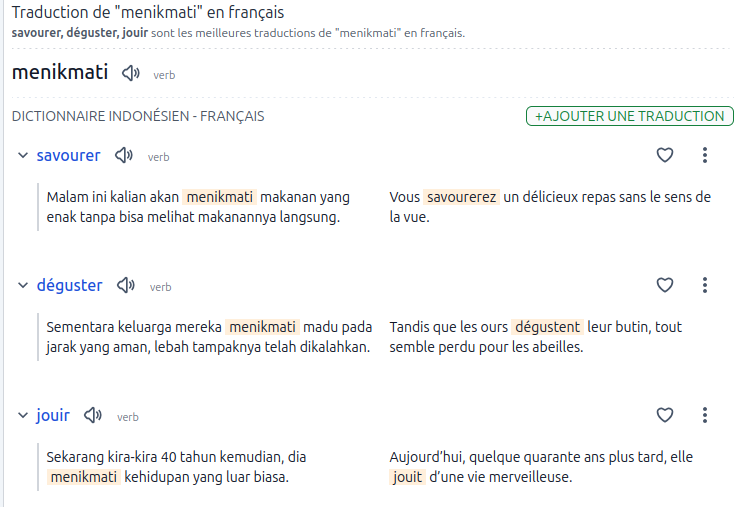 Traduction de "menikmati" en français
savourer, déguster, jouir sont les meilleures traductions de "menikmati" en français.
menikmati verb
DICTIONNAIRE INDONÉSIEN - FRANÇAIS
+AJOUTER UNE TRADUCTION
savourer verb
Malam ini kalian akan menikmati makanan yang
enak tanpa bisa melihat makanannya langsung.
Vous savourerez un délicieux repas sans le sens de
la vue.
déguster verb
Sementara keluarga mereka menikmati madu pada
jarak yang aman, lebah tampaknya telah dikalahkan.
Tandis que les ours dégustent leur butin, tout
semble perdu pour les abeilles.
jouir verb
Sekarang kira-kira 40 tahun kemudian, dia
menikmati kehidupan yang luar biasa.
Aujourd’hui, quelque quarante ans plus tard, elle
jouit d’une vie merveilleuse.